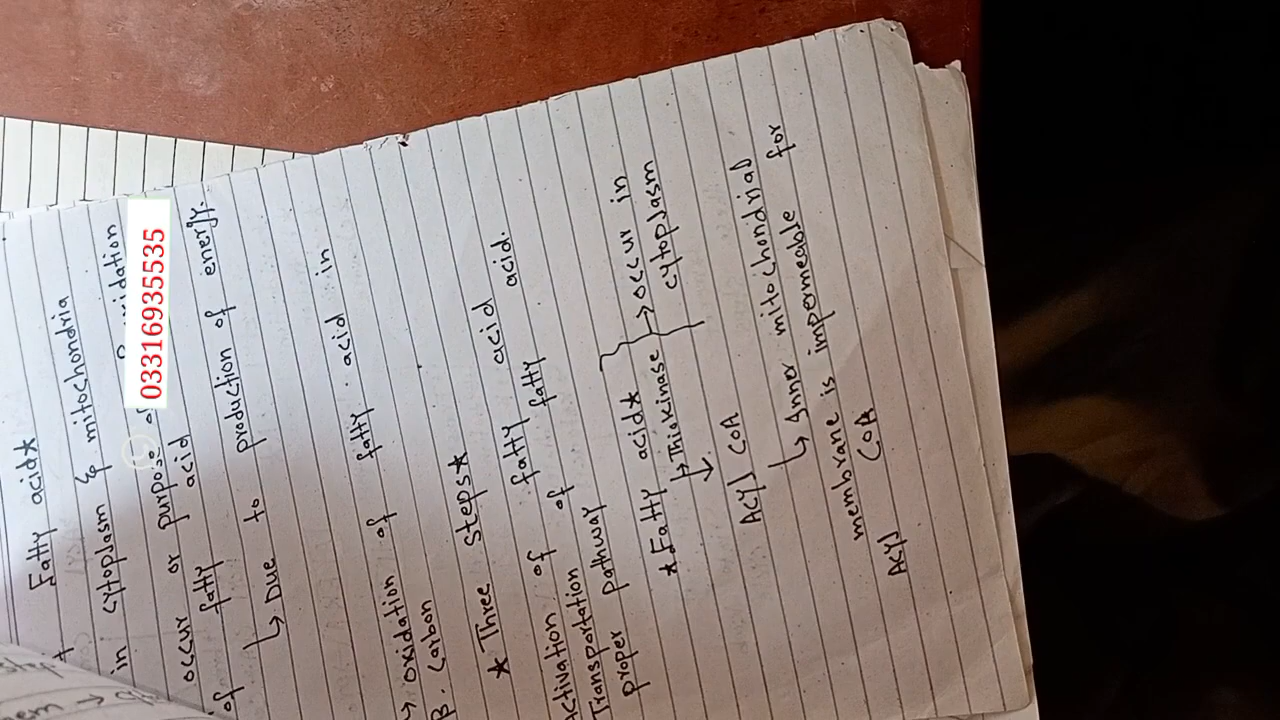 Fatty acid★
in cytoplasm & mitochondria
occur or purpose of
03316935535
of fatty acid
↳ Due to production of energy.
↳ oxidation of fatty acid in
B. Carbon
★ Three steps★
Activation of fatty acid
Transportation of fatty acid.
proper pathway
★Fatty acid★ → occur in
↳ Thiokinase cytoplasm
↓
Acyl CoA
↳ Inner mitochondrial
membrane is impermeable for
Acyl CoA